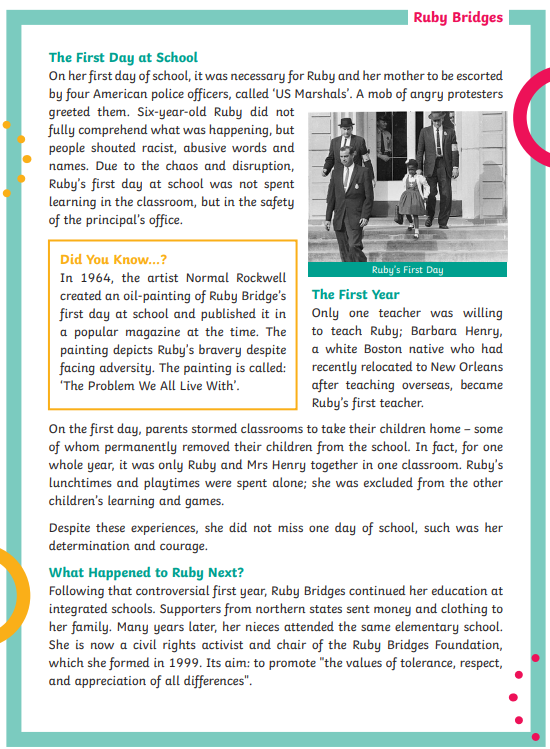 Ruby Bridges
The First Day at School
On her first day of school, it was necessary for Ruby and her mother to be escorted
by four American police officers, called ‘US Marshals’. A mob of angry protesters
greeted them. Six-year-old Ruby did not
fully comprehend what was happening, but
people shouted racist, abusive words and
names. Due to the chaos and disruption,
Ruby’s first day at school was not spent
learning in the classroom, but in the safety
of the principal’s office.
Ruby’s First Day
Did You Know...?
In 1964, the artist Normal Rockwell
created an oil-painting of Ruby Bridge’s
first day at school and published it in
a popular magazine at the time. The
painting depicts Ruby’s bravery despite
facing adversity. The painting is called:
‘The Problem We All Live With’.
The First Year
Only one teacher was willing
to teach Ruby; Barbara Henry,
a white Boston native who had
recently relocated to New Orleans
after teaching overseas, became
Ruby’s first teacher.
On the first day, parents stormed classrooms to take their children home – some
of whom permanently removed their children from the school. In fact, for one
whole year, it was only Ruby and Mrs Henry together in one classroom. Ruby’s
lunchtimes and playtimes were spent alone; she was excluded from the other
children’s learning and games.
Despite these experiences, she did not miss one day of school, such was her
determination and courage.
What Happened to Ruby Next?
Following that controversial first year, Ruby Bridges continued her education at
integrated schools. Supporters from northern states sent money and clothing to
her family. Many years later, her nieces attended the same elementary school.
She is now a civil rights activist and chair of the Ruby Bridges Foundation,
which she formed in 1999. Its aim: to promote "the values of tolerance, respect,
and appreciation of all differences".